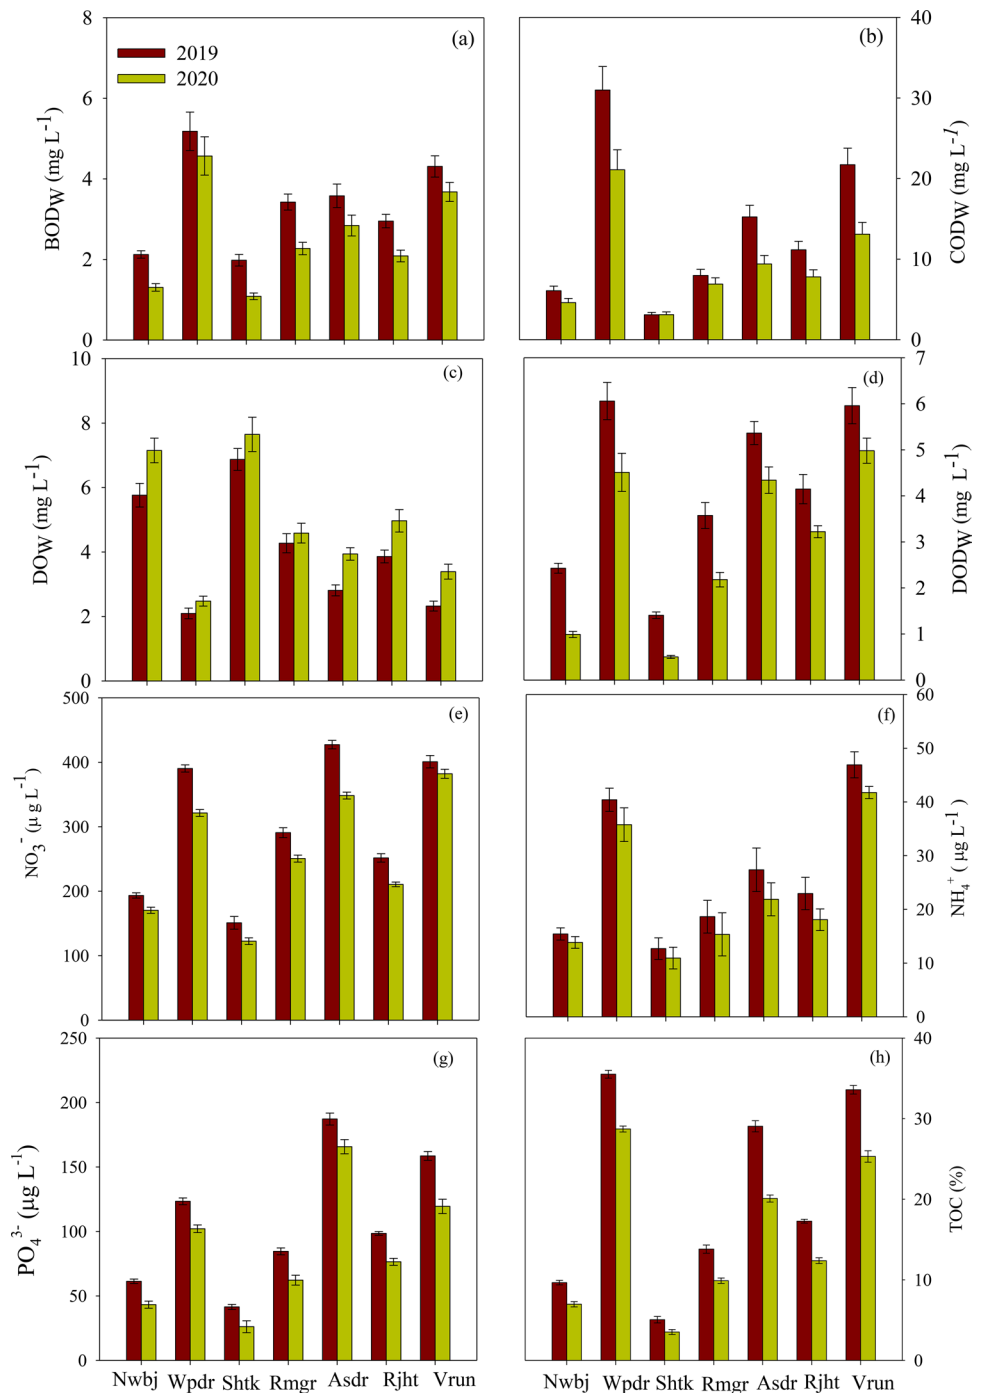 (a)
2019
2020
BODW (mg L-1)
8
6
4
2
0
(b)
CODW (mg L-1)
40
30
20
10
0
(c)
DOW (mg L-1)
10
8
6
4
2
0
(d)
DODW (mg L-1)
7
6
5
4
3
2
1
0
(e)
NO3- (µ g L-1)
500
400
300
200
100
0
(f)
NH4+ ( µg L-1)
60
50
40
30
20
10
0
(g)
PO4 3- (µg L-1)
250
200
150
100
50
0
Nwbj Wpdr Shtk Rmgr Asdr Rjht Vrun
(h)
TOC (%)
40
30
20
10
0
Nwbj Wpdr Shtk Rmgr Asdr Rjht Vrun